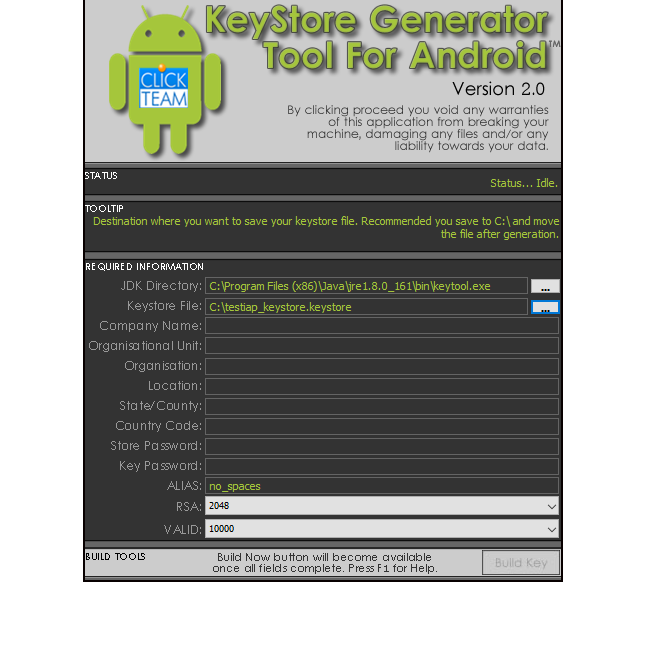 KeyStore Generator
Tool For Android™
CLICK
TEAM
Version 2.0
By clicking proceed you void any warranties
of this application from breaking your
machine, damaging any files and/or any
liability towards your data.
STATUS
Status... Idle.
TOOLTIP
Destination where you want to save your keystore file. Recommended you save to C:\ and move
the file after generation.
REQUIRED INFORMATION
JDK Directory: C:\Program Files (x86)\Java\jre1.8.0_161\bin\keytool.exe ...
Keystore File: C:\testiap_keystore.keystore ...
Company Name:
Organisational Unit:
Organisation:
Location:
State/County:
Country Code:
Store Password:
Key Password:
ALIAS: no_spaces
RSA: 2048
VALID: 10000
BUILD TOOLS
Build Now button will become available
once all fields complete. Press F1 for Help.
Build Key